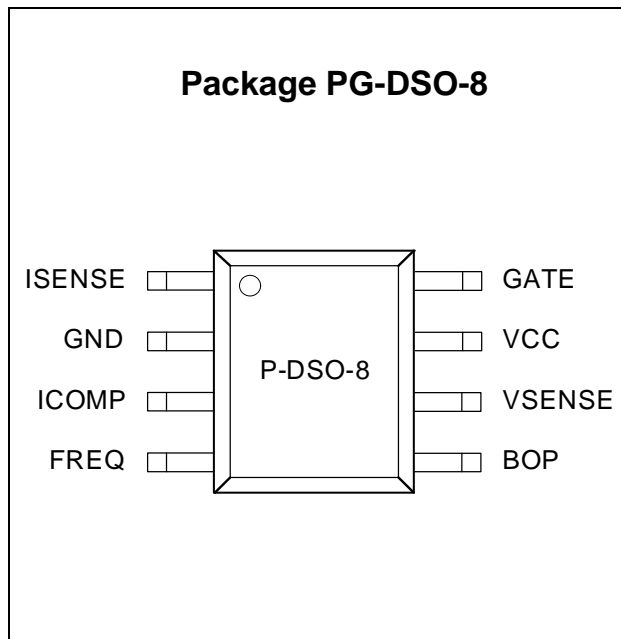 Package PG-DSO-8
ISENSE
GATE
GND
VCC
P-DSO-8
ICOMP
VSENSE
FREQ
BOP